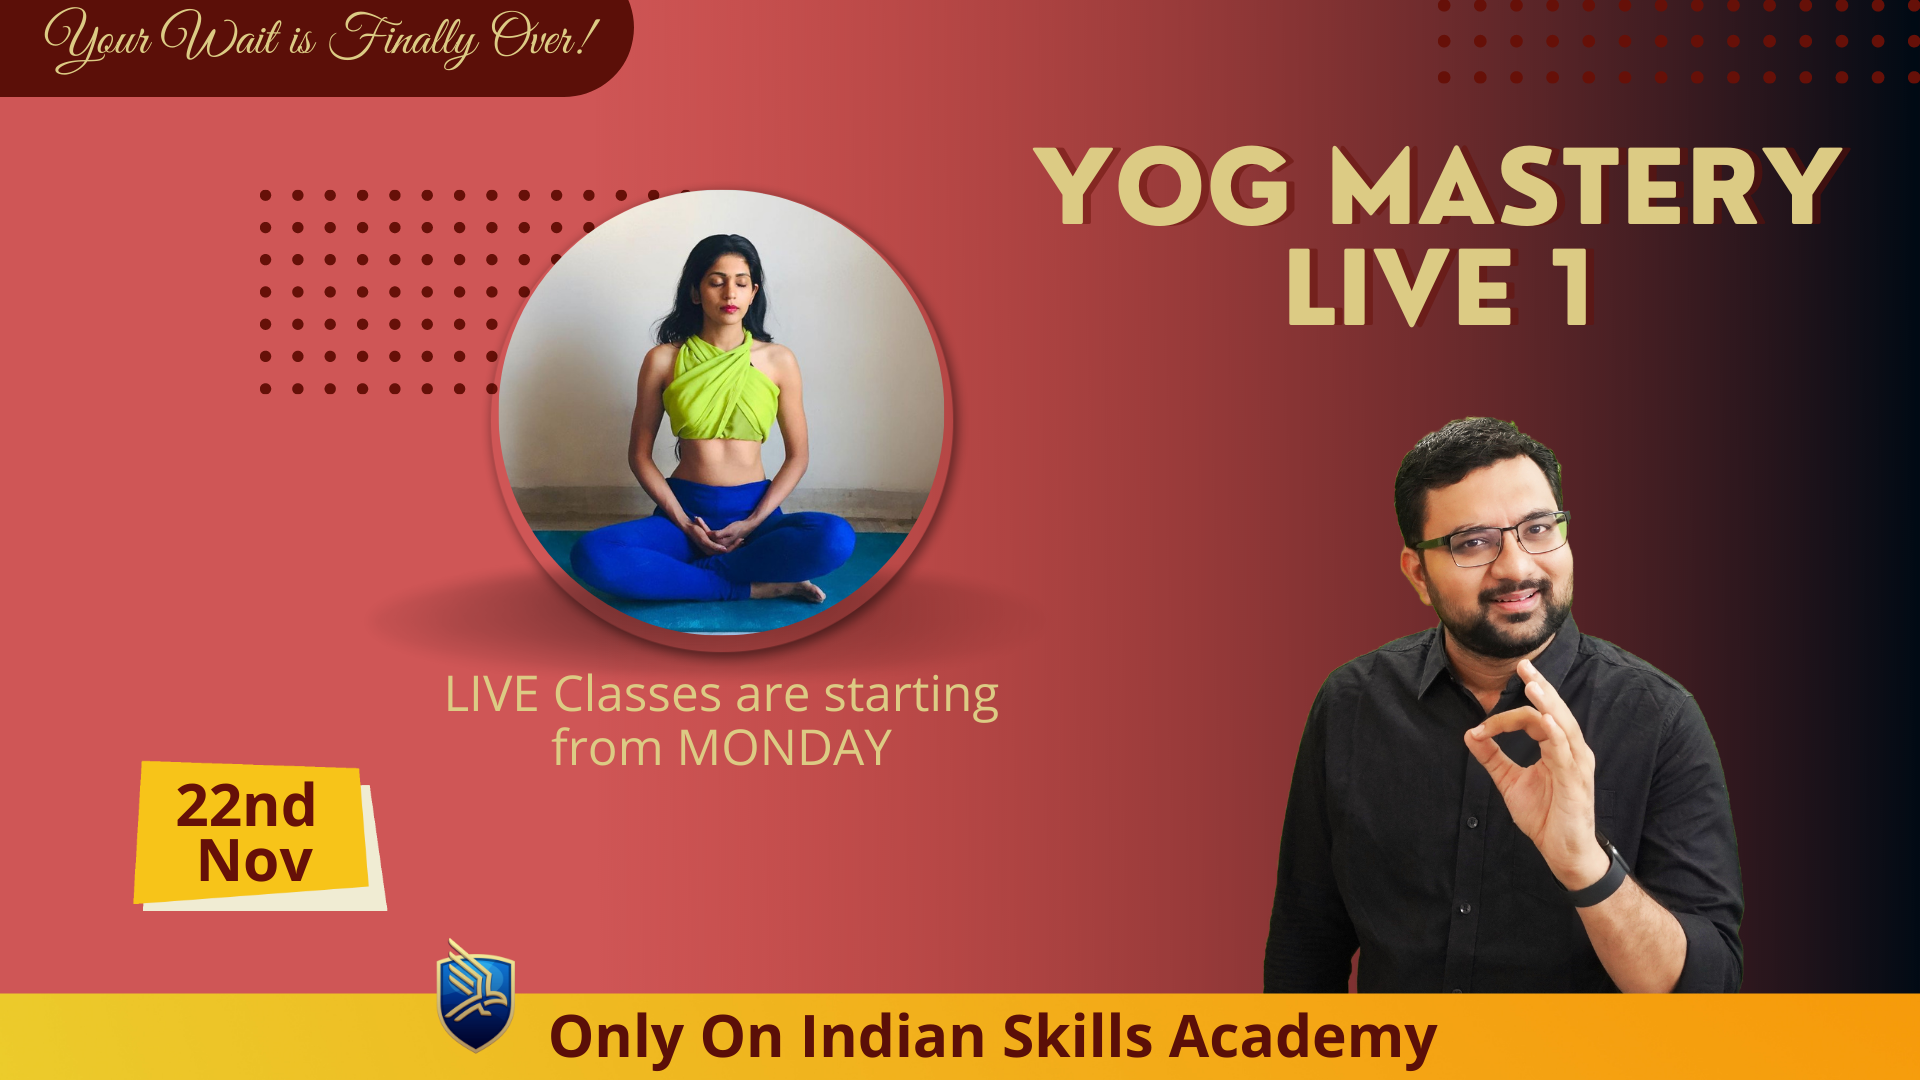 Your Wait is Finally Over!
YOG MASTERY
LIVE 1
LIVE Classes are starting
from MONDAY
22nd
Nov
Only On Indian Skills Academy